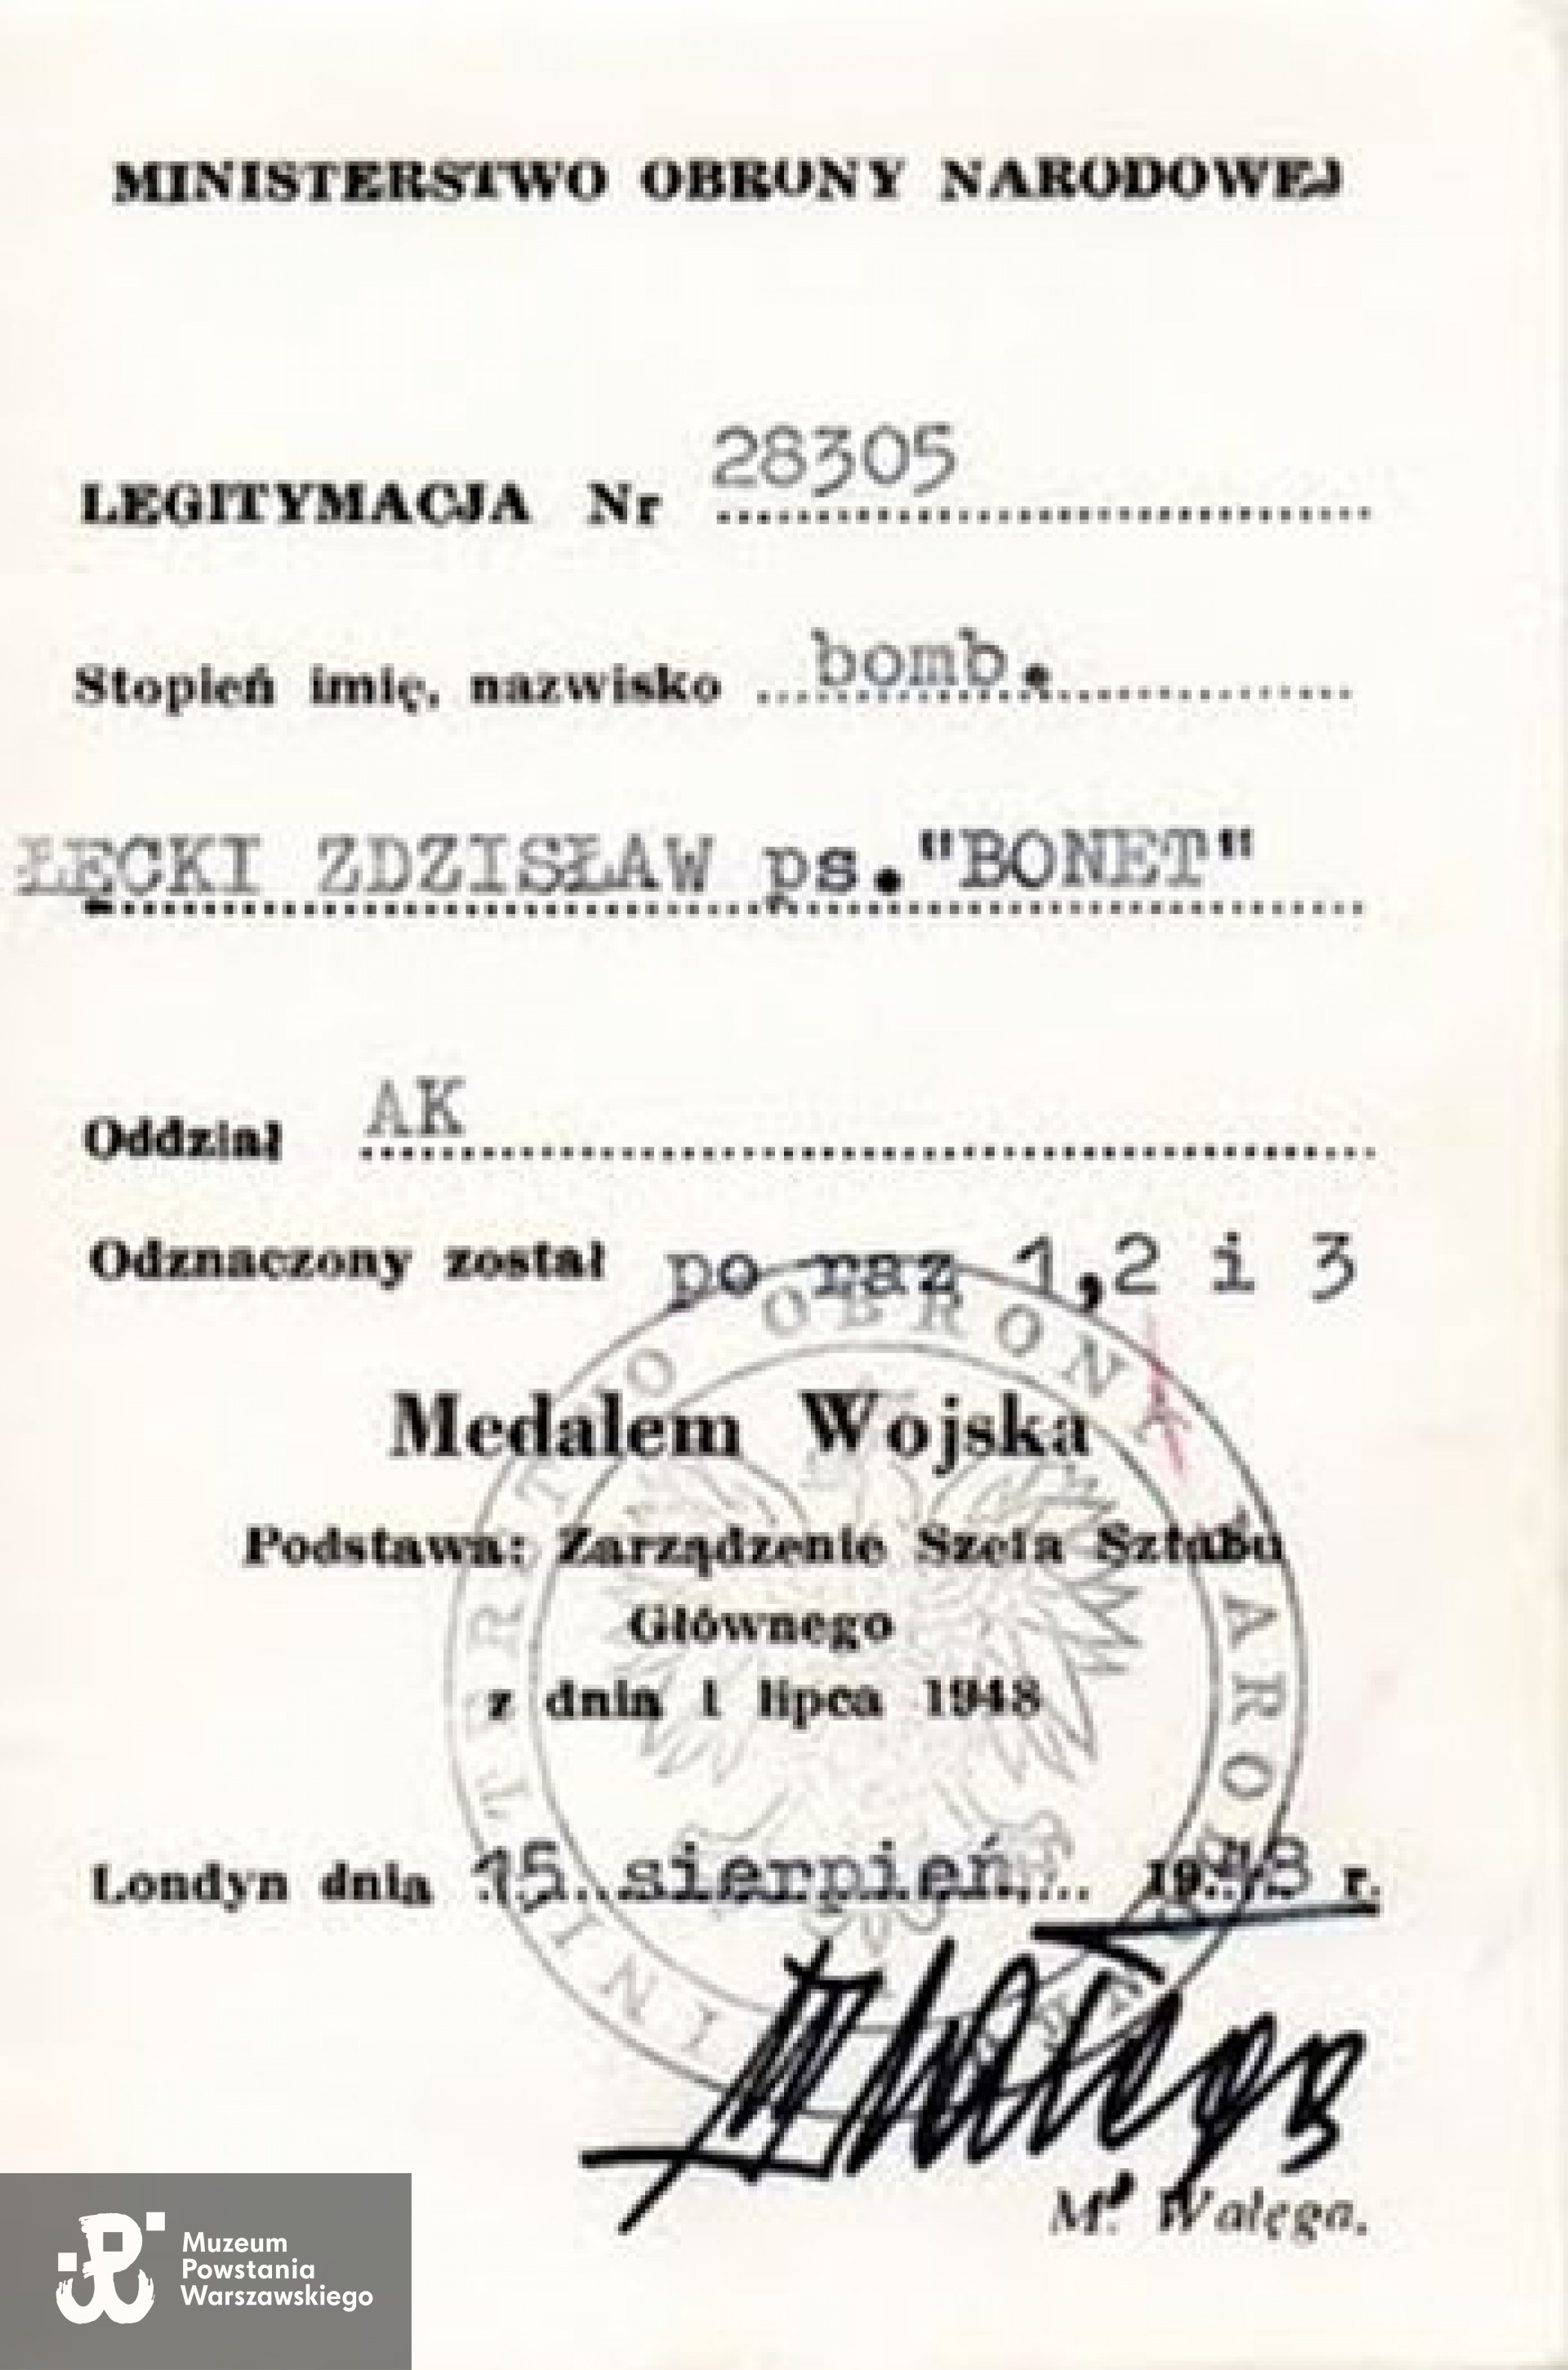 MINISTERSTWO OBRONY NARODOWEJ
LEGITYMACJA Nr 28305
Stopień imię, nazwisko bomb.
ŁĘCKI ZDZISŁAW ps."BONET"
Oddział AK
Odznaczony został po raz 1,2 i 3
Medalem Wojska
Podstawa: Zarządzenie Szefa Sztabu
Głównego
z dnia 1 lipca 1948
Londyn dnia 15 sierpień 1948 r.
M. Wałęga.
Muzeum
Powstania
Warszawskiego